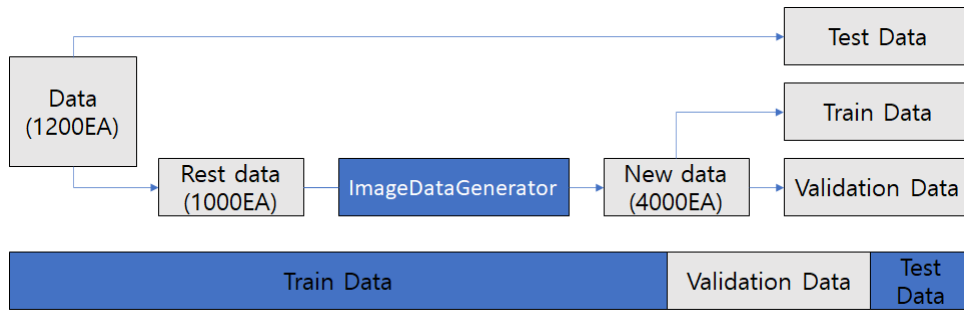 Test Data
Data
(1200EA)
Train Data
Rest data
(1000EA)
ImageDataGenerator
New data
(4000EA)
Validation Data
Train Data
Validation Data
Test
Data